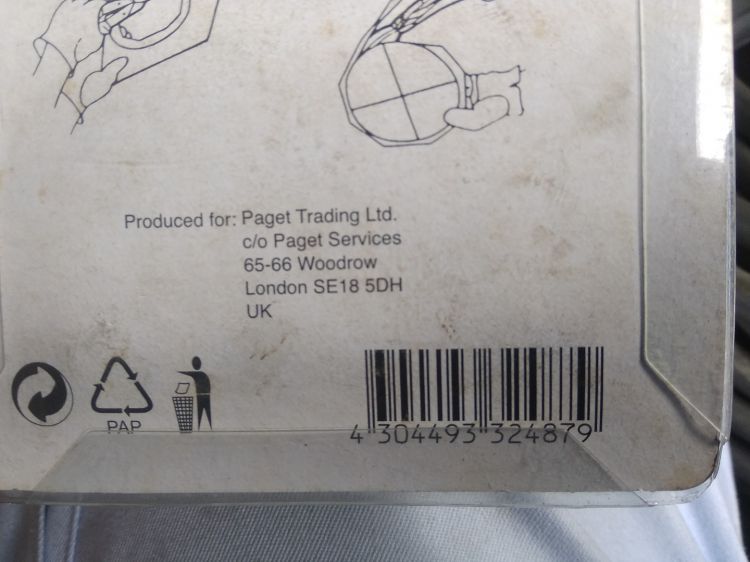 Produced for: Paget Trading Ltd.
c/o Paget Services
65-66 Woodrow
London SE18 5DH
UK
PAP
4 304493 324879